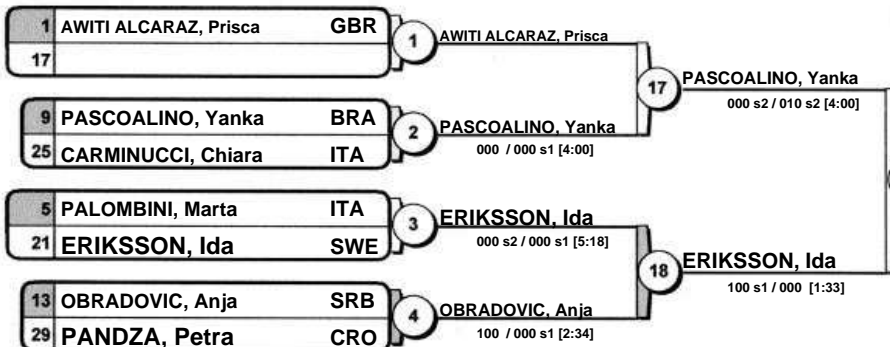 1 AWITI ALCARAZ, Prisca GBR
17
1 AWITI ALCARAZ, Prisca
9 PASCOALINO, Yanka BRA
25 CARMINUCCI, Chiara ITA
2 PASCOALINO, Yanka
000 / 000 s1 [4:00]
17 PASCOALINO, Yanka
000 s2 / 010 s2 [4:00]
5 PALOMBINI, Marta ITA
21 ERIKSSON, Ida SWE
3 ERIKSSON, Ida
000 s2 / 000 s1 [5:18]
13 OBRADOVIC, Anja SRB
29 PANDZA, Petra CRO
4 OBRADOVIC, Anja
100 / 000 s1 [2:34]
18 ERIKSSON, Ida
100 s1 / 000 [1:33]